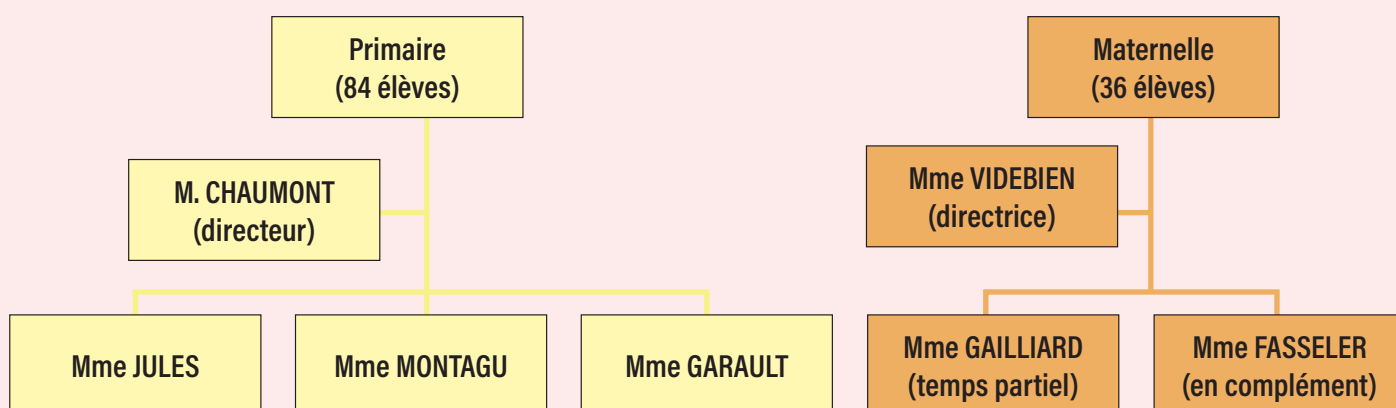 Primaire
(84 élèves)
M. CHAUMONT
(directeur)
Mme JULES
Mme MONTAGU
Mme GARAULT
Maternelle
(36 élèves)
Mme VIDEBIEN
(directrice)
Mme GAILLIARD
(temps partiel)
Mme FASSELER
(en complément)